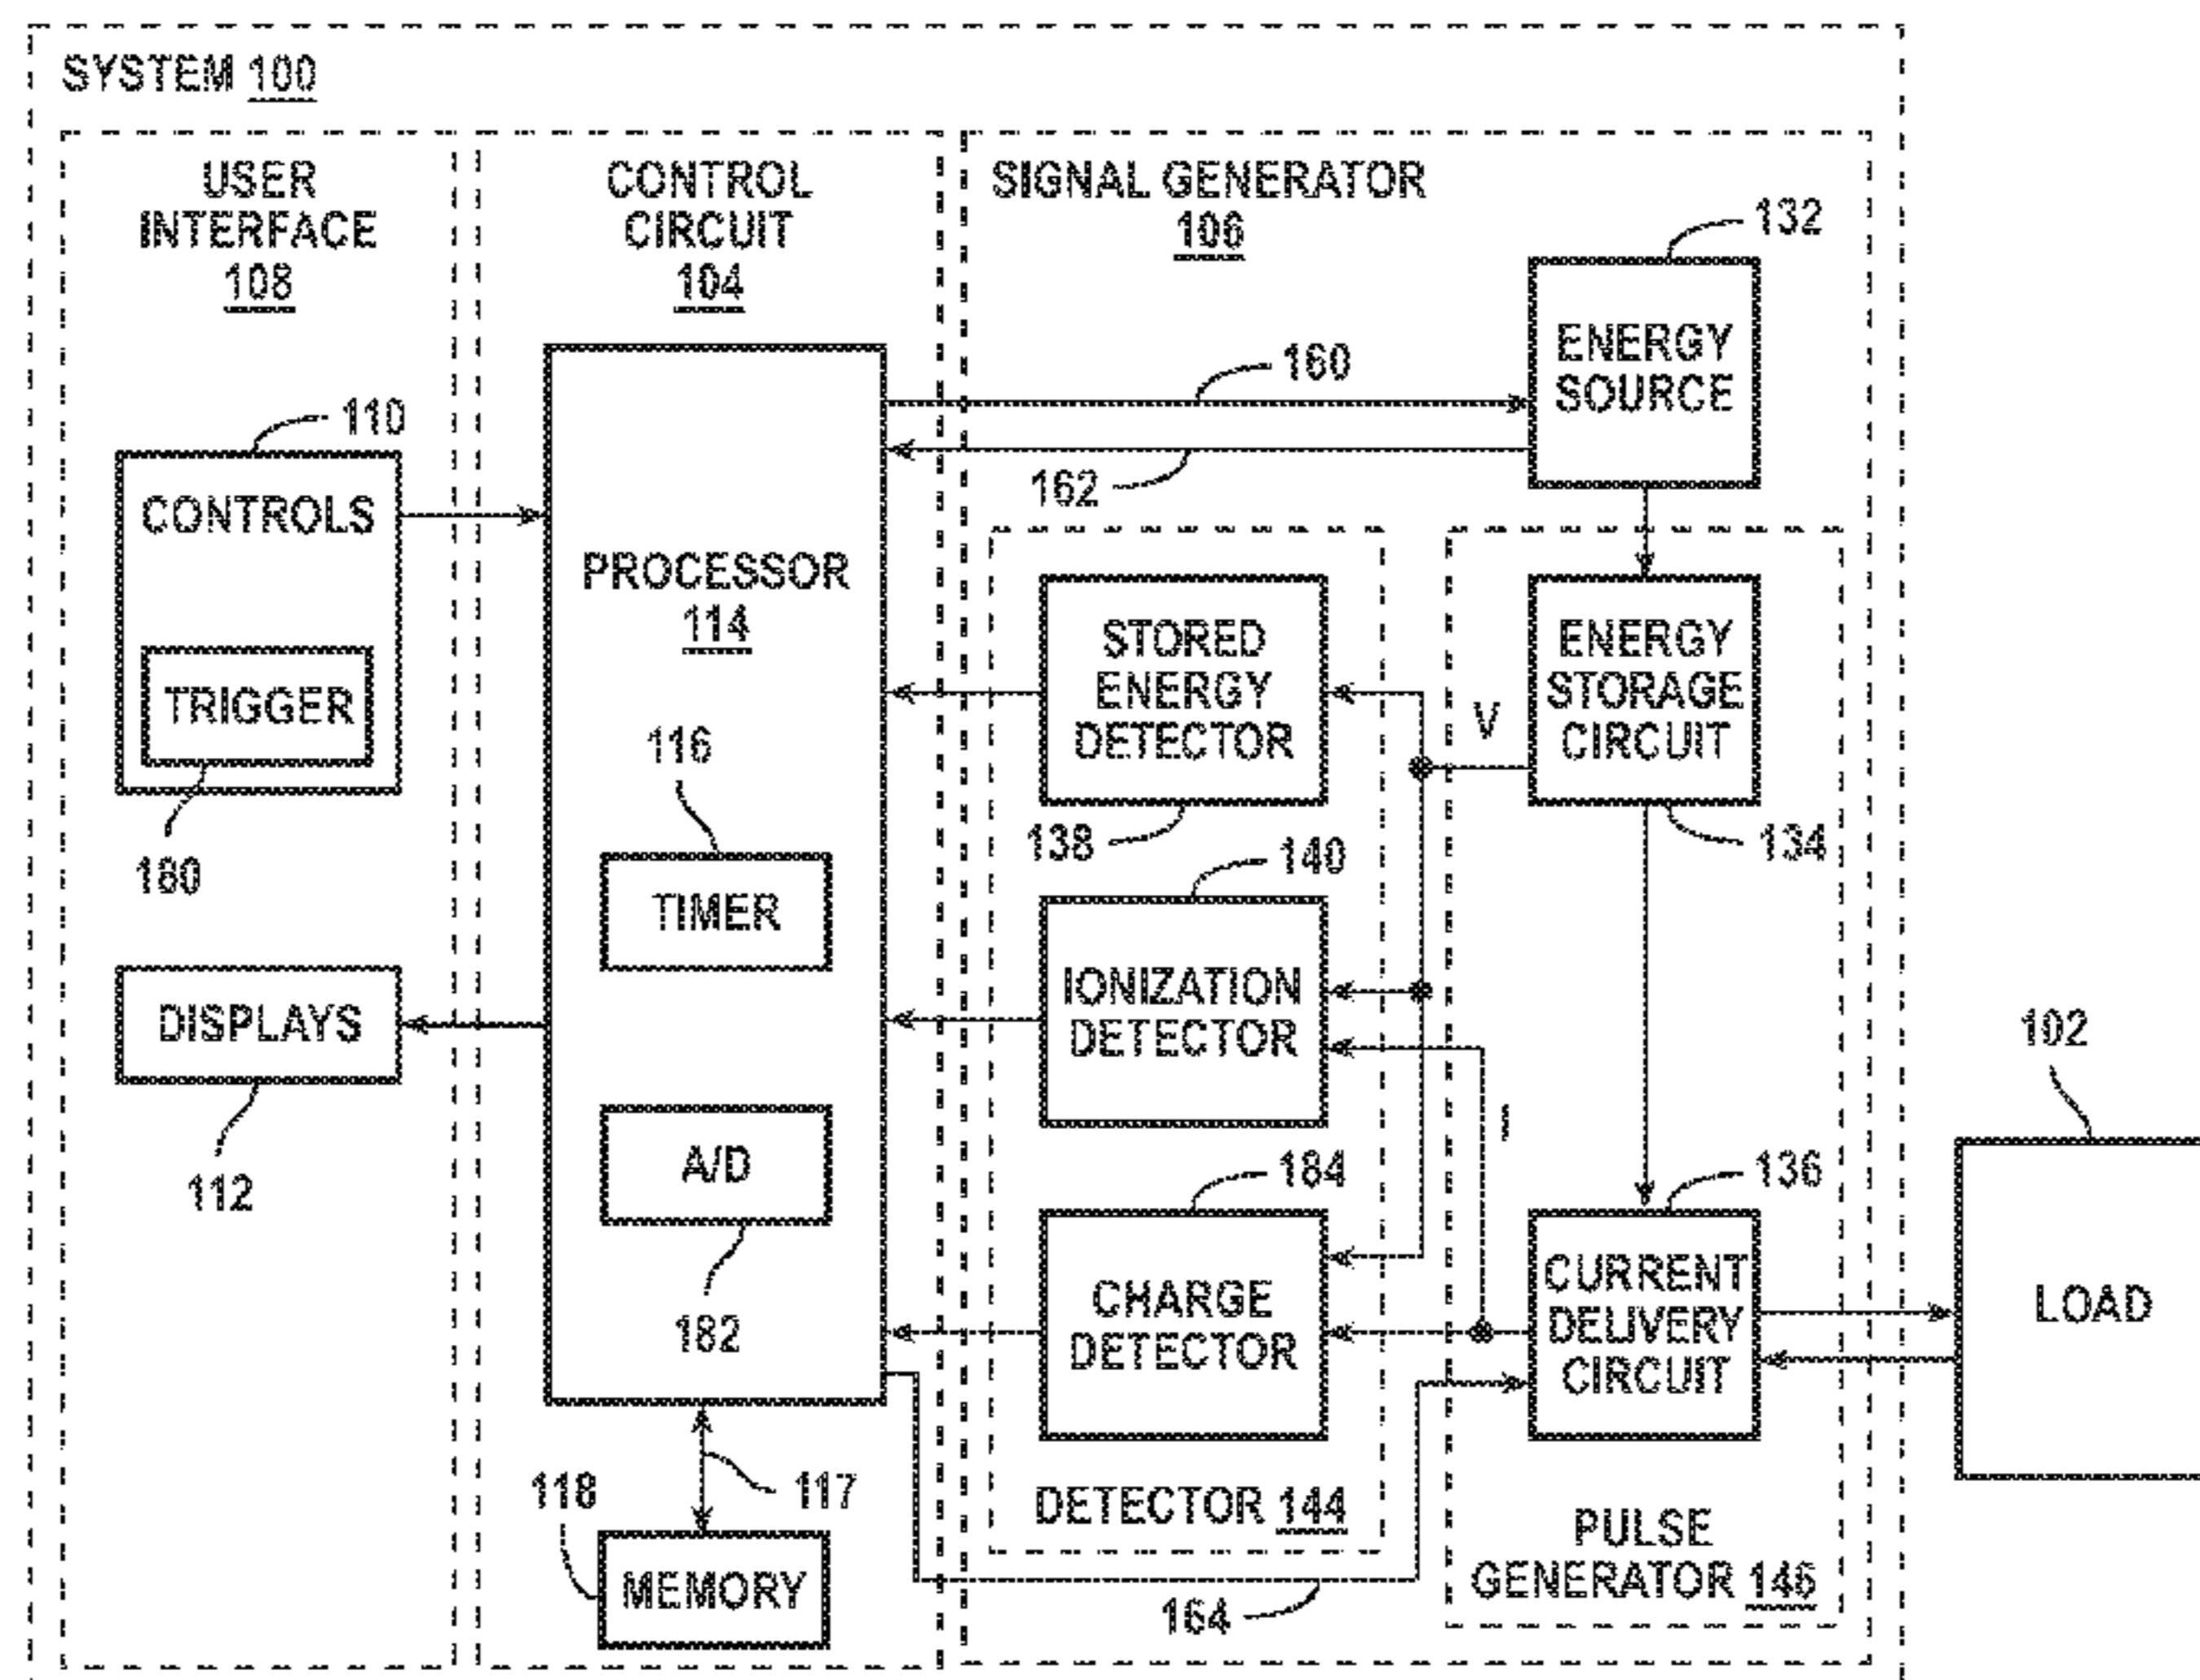 SYSTEM 100
USER
INTERFACE
108
CONTROL
CIRCUIT
104
SIGNAL GENERATOR
106
132
ENERGY
SOURCE
160
162
110
CONTROLS
TRIGGER
180
PROCESSOR
114
116
TIMER
A/D
182
STORED
ENERGY
DETECTOR
138
V
ENERGY
STORAGE
CIRCUIT
134
140
IONIZATION
DETECTOR
I
DISPLAYS
112
184
CHARGE
DETECTOR
136
CURRENT
DELIVERY
CIRCUIT
102
LOAD
DETECTOR 144
PULSE
GENERATOR 146
117
118
MEMORY
164